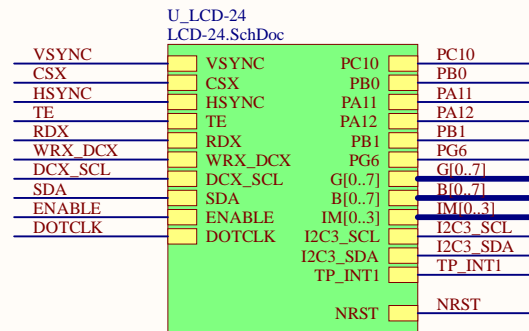 U_LCD-24
LCD-24.SchDoc
VSYNC VSYNC PC10 PC10
CSX CSX PB0 PB0
HSYNC HSYNC PA11 PA11
TE TE PA12 PA12
RDX RDX PB1 PB1
WRX_DCX WRX_DCX PG6 PG6
DCX_SCL DCX_SCL G[0..7] G[0..7]
SDA SDA B[0..7] B[0..7]
ENABLE ENABLE IM[0..3] IM[0..3]
DOTCLK DOTCLK I2C3_SCL I2C3_SCL
I2C3_SDA I2C3_SDA
TP_INT1 TP_INT1
NRST NRST